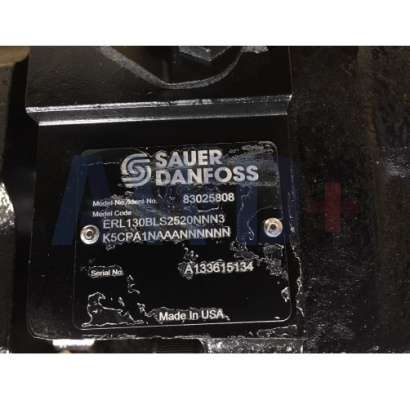 SAUER
DANFOSS
Model No./Ident No. 83025808
Model Code
ERL130BLS2520NNN3
K5CPA1NAAANNNNNN
Serial No. A133615134
Made In USA